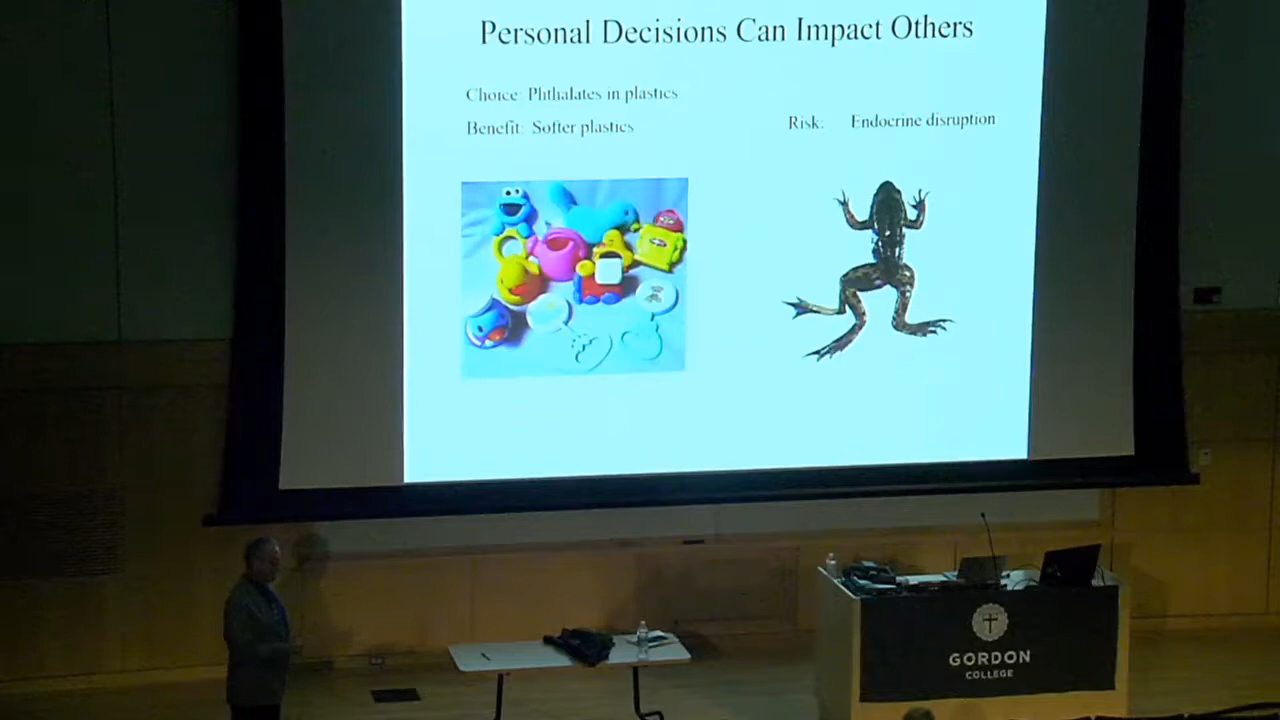 Personal Decisions Can Impact Others
Choice: Phthalates in plastics
Benefit: Softer plastics
Risk: Endocrine disruption
GORDON
COLLEGE